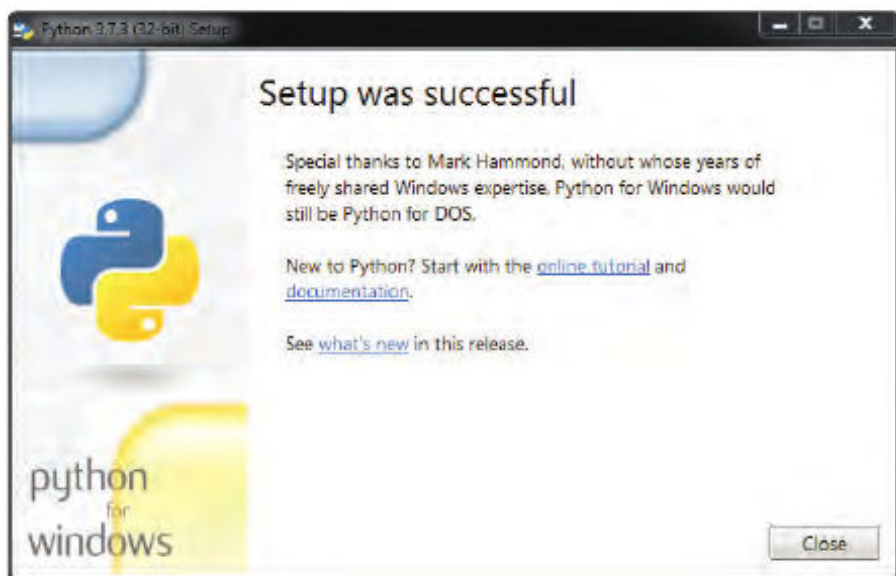 Python 3.7.3 (32-bit) Setup
Setup was successful
Special thanks to Mark Hammond, without whose years of
freely shared Windows expertise, Python for Windows would
still be Python for DOS.
New to Python? Start with the online tutorial and
documentation.
See what's new in this release.
python
for
windows
Close